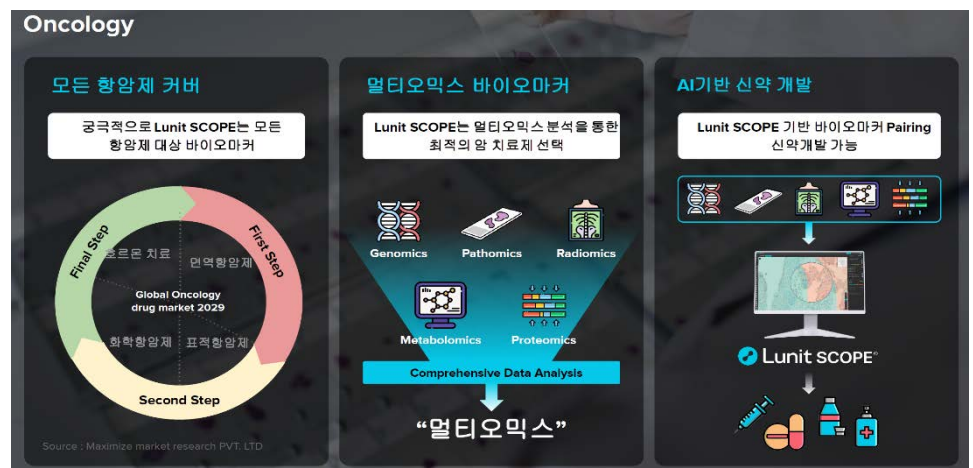 Oncology
모든 항암제 커버
궁극적으로 Lunit SCOPE는 모든
항암제 대상 바이오마커
Final Step
First Step
호르몬 치료
면역항암제
Global Oncology
drug market 2029
화학항암제
표적항암제
Second Step
Source : Maximize market research PVT. LTD
멀티오믹스 바이오마커
Lunit SCOPE는 멀티오믹스 분석을 통한
최적의 암 치료제 선택
Genomics
Pathomics
Radiomics
Metabolomics
Proteomics
Comprehensive Data Analysis
“멀티오믹스”
AI기반 신약 개발
Lunit SCOPE 기반 바이오마커 Pairing
신약개발 가능
Lunit SCOPE